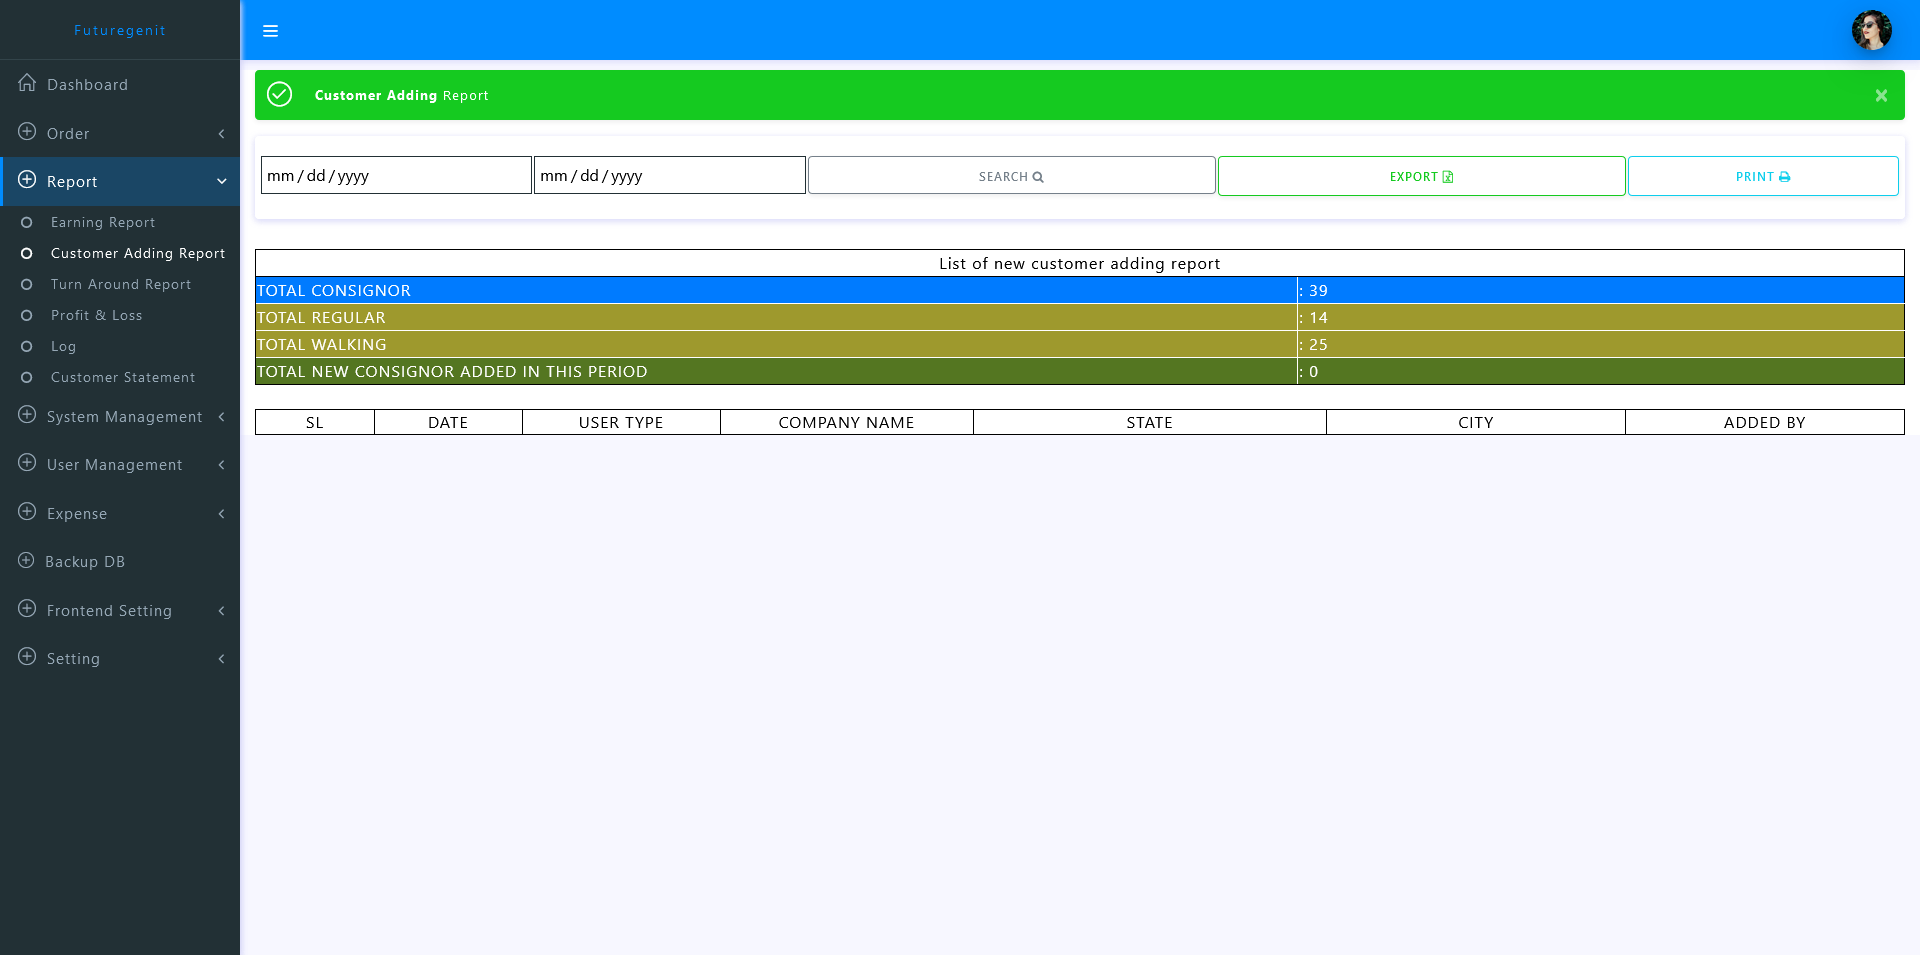 Futuregenit
Dashboard
Order
Report
Earning Report
Customer Adding Report
Turn Around Report
Profit & Loss
Log
Customer Statement
System Management
User Management
Expense
Backup DB
Frontend Setting
Setting
Customer Adding Report
mm/dd/yyyy mm/dd/yyyy SEARCH EXPORT PRINT
List of new customer adding report
TOTAL CONSIGNOR : 39
TOTAL REGULAR : 14
TOTAL WALKING : 25
TOTAL NEW CONSIGNOR ADDED IN THIS PERIOD : 0
SL DATE USER TYPE COMPANY NAME STATE CITY ADDED BY